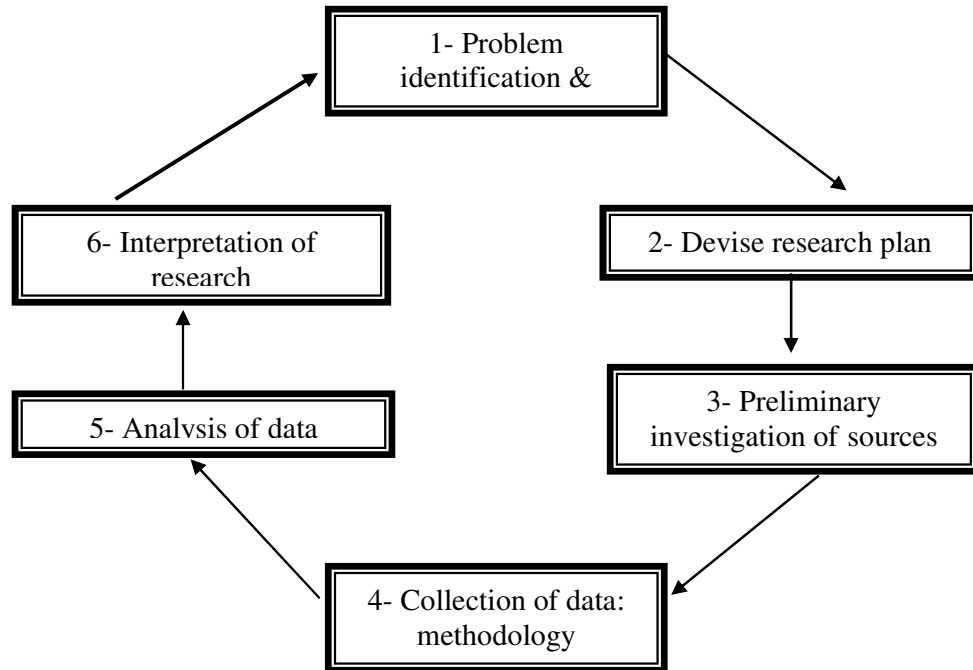 1- Problem
identification &
2- Devise research plan
3- Preliminary
investigation of sources
4- Collection of data:
methodology
5- Analysis of data
6- Interpretation of
research